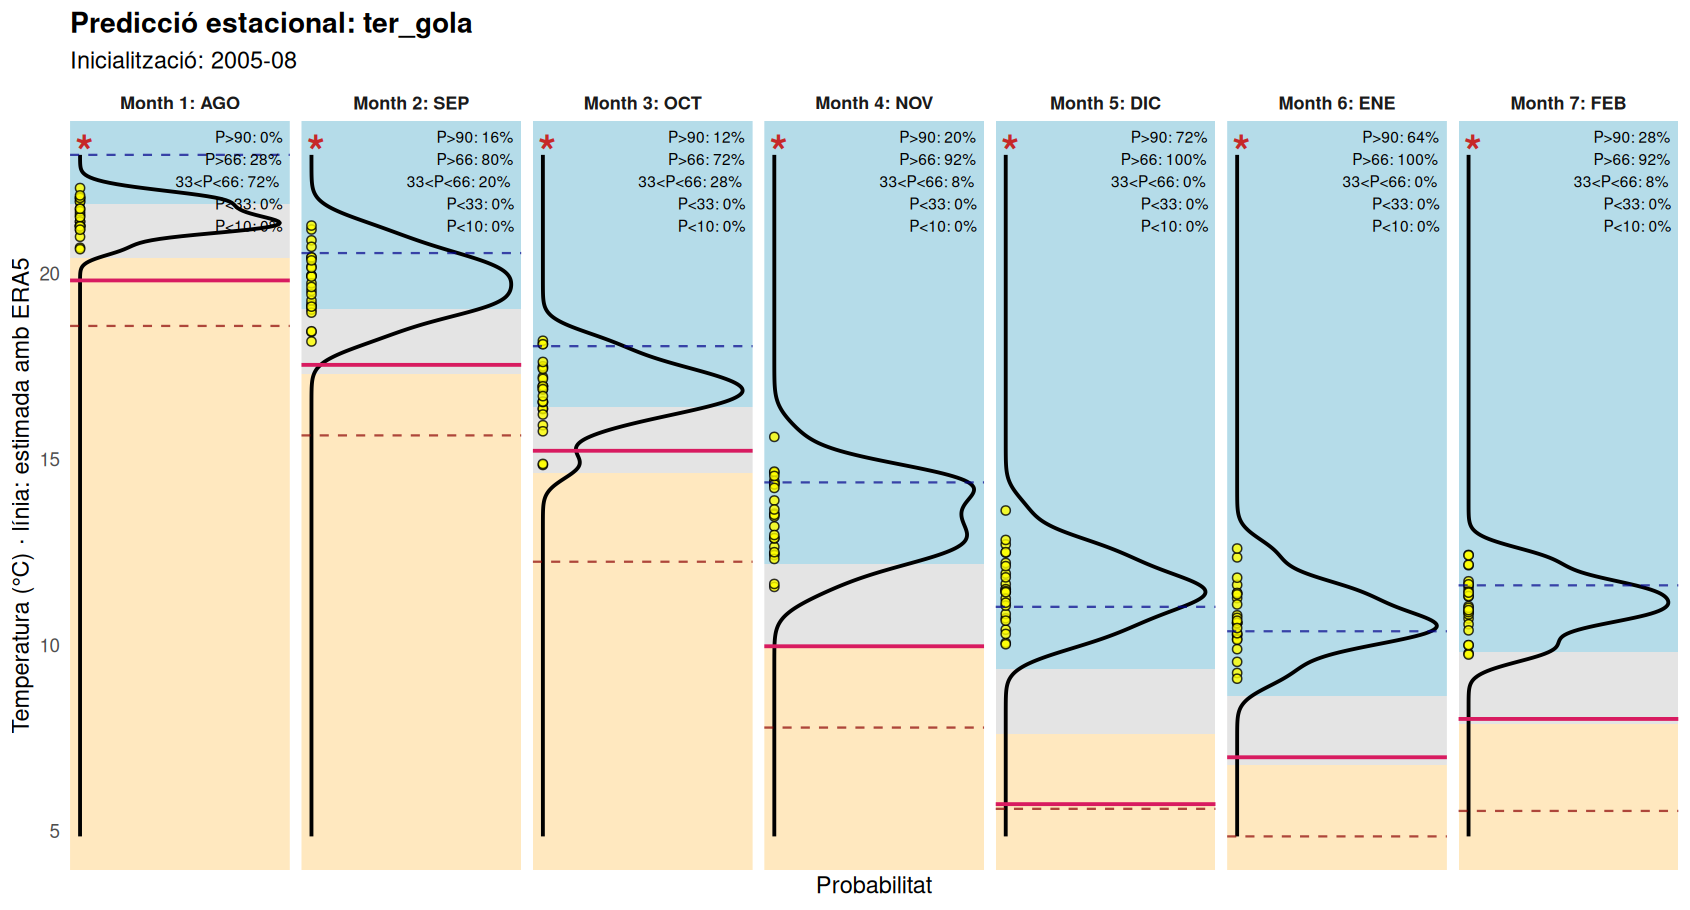 Predicció estacional: ter_gola
Inicialització: 2005-08
Month 1: AGO
Month 2: SEP
Month 3: OCT
Month 4: NOV
Month 5: DIC
Month 6: ENE
Month 7: FEB
*
P>90: 0%
P>66: 28%
33<P<66: 72%
P<33: 0%
P<10: 0%
*
P>90: 16%
P>66: 80%
33<P<66: 20%
P<33: 0%
P<10: 0%
*
P>90: 12%
P>66: 72%
33<P<66: 28%
P<33: 0%
P<10: 0%
*
P>90: 20%
P>66: 92%
33<P<66: 8%
P<33: 0%
P<10: 0%
*
P>90: 72%
P>66: 100%
33<P<66: 0%
P<33: 0%
P<10: 0%
*
P>90: 64%
P>66: 100%
33<P<66: 0%
P<33: 0%
P<10: 0%
*
P>90: 28%
P>66: 92%
33<P<66: 8%
P<33: 0%
P<10: 0%
Temperatura (°C) · línia: estimada amb ERA5
20
15
10
5
Probabilitat